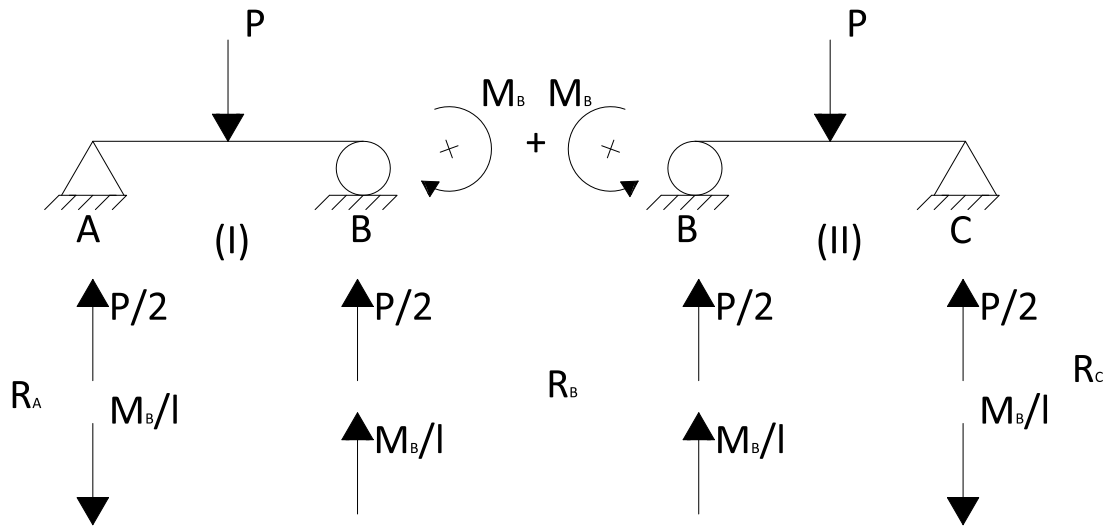 P P
M_B M_B
+
A (I) B B (II) C
P/2 P/2 P/2 P/2
R_A R_B R_C
M_B/l M_B/l M_B/l M_B/l